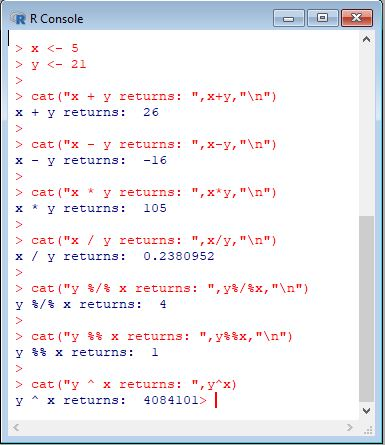 R Console
> x <- 5
> y <- 21
>
> cat("x + y returns: ",x+y,"\n")
x + y returns:  26
>
> cat("x - y returns: ",x-y,"\n")
x - y returns:  -16
>
> cat("x * y returns: ",x*y,"\n")
x * y returns:  105
>
> cat("x / y returns: ",x/y,"\n")
x / y returns:  0.2380952
>
> cat("y %/% x returns: ",y%/%x,"\n")
y %/% x returns:  4
>
> cat("y %% x returns: ",y%%x,"\n")
y %% x returns:  1
>
> cat("y ^ x returns: ",y^x)
y ^ x returns:  4084101>